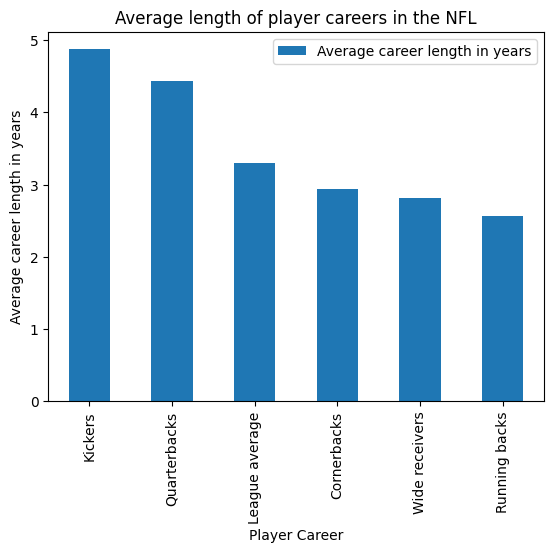 Average length of player careers in the NFL
Average career length in years
Average career length in years
5
4
3
2
1
0
Kickers
Quarterbacks
League average
Cornerbacks
Wide receivers
Running backs
Player Career